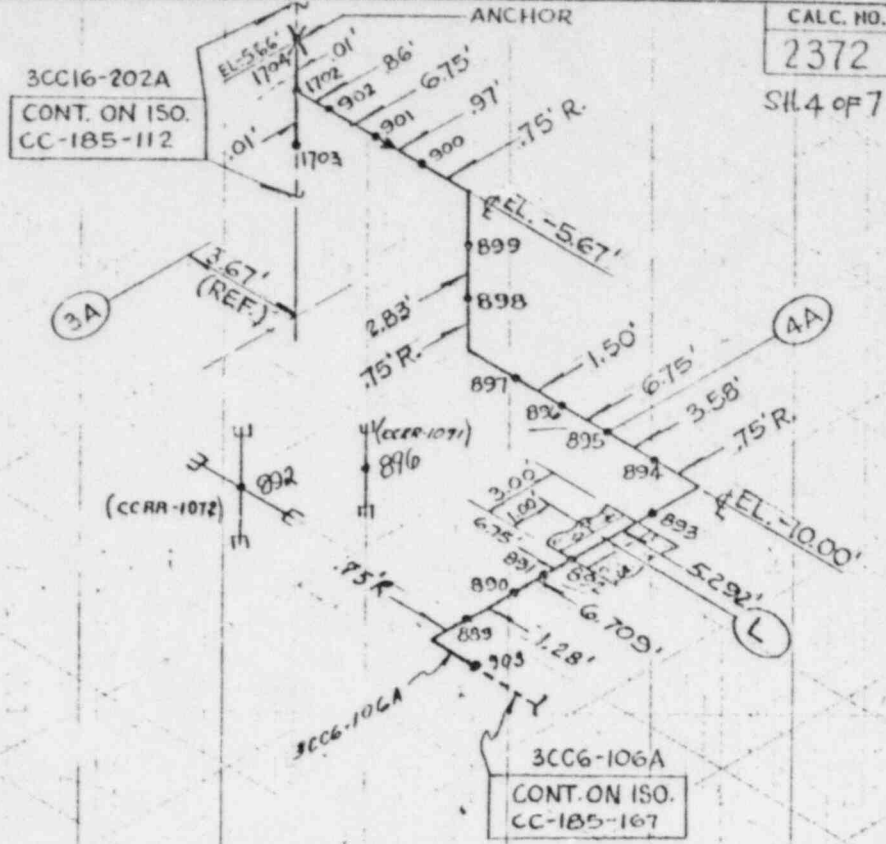 ANCHOR
CALC. NO.
2372
SH. 4 OF 7
3CC16-202A
CONT. ON ISO.
CC-185-112
EL-5.66'
1704
.01'
1702
.86'
902
6.75'
901
.97'
900
.75' R.
.01'
1703
℄ EL. -5.67'
899
3.67'
(REF.)
3A
2.83'
898
.75' R.
4A
897
1.50'
896
6.75'
895
3.58'
894
.75' R.
(CCRR-1071)
896
892
(CCRR-1072)
℄ EL. -10.00'
3.00'
1.00'
6.75'
893
891
5.292'
890
6.709'
L
.75' R
889
1.28'
903
3CC6-106A
3CC6-106A
CONT. ON ISO.
CC-185-167